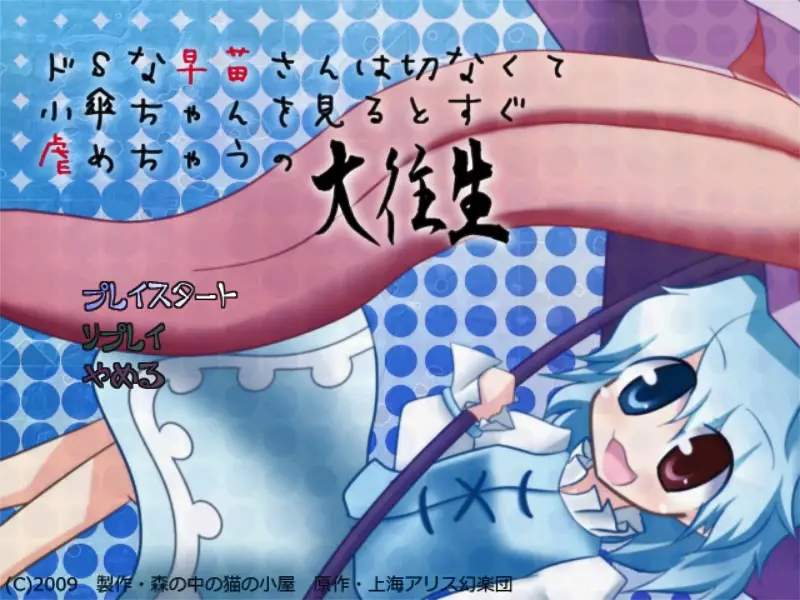 ドSな早苗さんは切なくて
小傘ちゃんを見るとすぐ
虐めちゃうの
大往生
プレイスタート
リプレイ
やめる
(C)2009 製作・森の中の猫の小屋 原作・上海アリス幻楽団